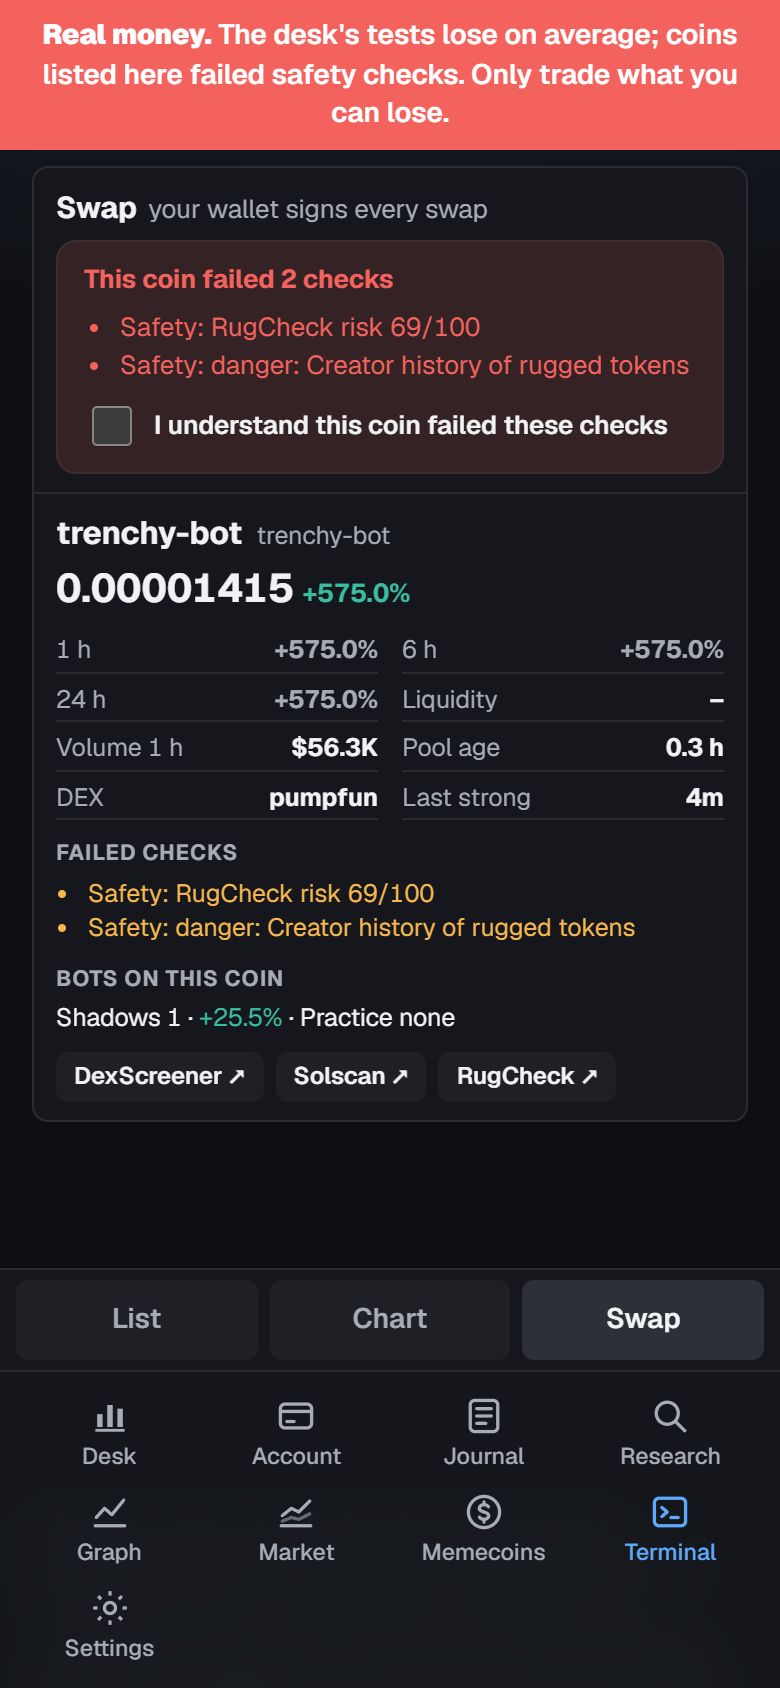 Real money. The desk's tests lose on average; coins
listed here failed safety checks. Only trade what you
can lose.
Swap your wallet signs every swap
This coin failed 2 checks
• Safety: RugCheck risk 69/100
• Safety: danger: Creator history of rugged tokens
I understand this coin failed these checks
trenchy-bot trenchy-bot
0.00001415 +575.0%
1 h +575.0% 6 h +575.0%
24 h +575.0% Liquidity –
Volume 1 h $56.3K Pool age 0.3 h
DEX pumpfun Last strong 4m
FAILED CHECKS
• Safety: RugCheck risk 69/100
• Safety: danger: Creator history of rugged tokens
BOTS ON THIS COIN
Shadows 1 · +25.5% · Practice none
DexScreener ↗ Solscan ↗ RugCheck ↗
List Chart Swap
Desk Account Journal Research
Graph Market Memecoins Terminal
Settings